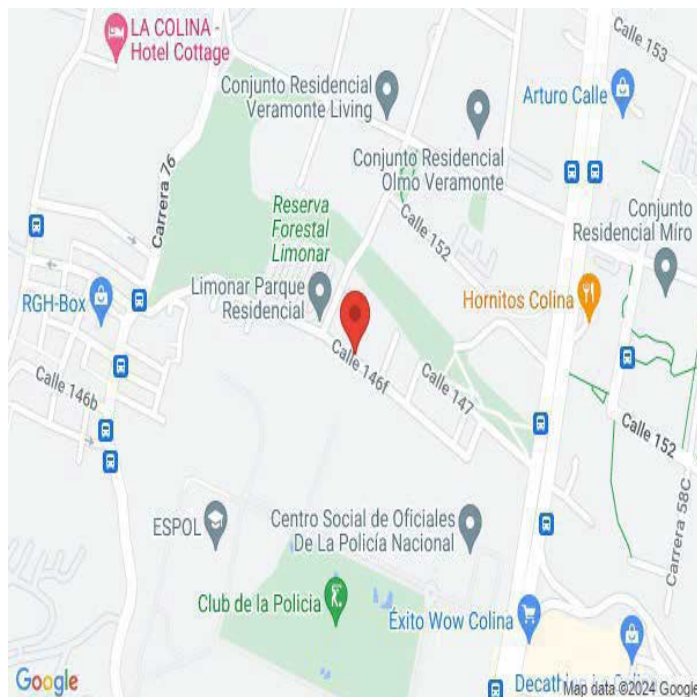 LA COLINA -
Hotel Cottage
Calle 153
Conjunto Residencial
Veramonte Living
Arturo Calle
Conjunto Residencial
Olmo Veramonte
Carrera 76
Reserva
Forestal
Limonar
Calle 152
Conjunto
Residencial Miro
Limonar Parque
Residencial
RGH-Box
Hornitos Colina
Calle 146f
Calle 147
Calle 146b
Calle 152
Carrera 58C
ESPOL
Centro Social de Oficiales
De La Policía Nacional
Club de la Policia
Éxito Wow Colina
Google
Map data ©2024 Google